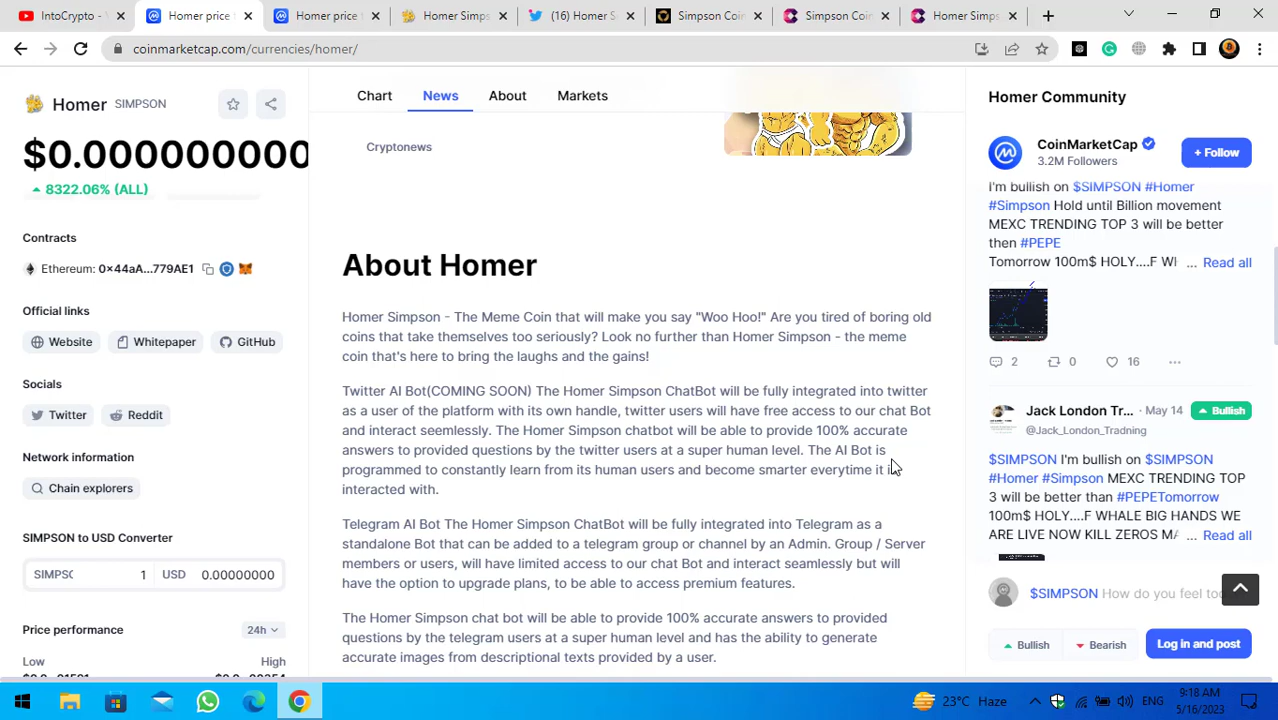 IntoCrypto -
Homer price t
Homer price t
Homer Simps
(16) Homer S
Simpson Coi
Simpson Coi
Homer Simps
coinmarketcap.com/currencies/homer/
Homer SIMPSON
$0.000000000
8322.06% (ALL)
Contracts
Ethereum: 0x44aA...779AE1
Official links
Website
Whitepaper
GitHub
Socials
Twitter
Reddit
Network information
Chain explorers
SIMPSON to USD Converter
SIMPSC 1 USD 0.00000000
Price performance 24h
Low High
Chart News About Markets
Cryptonews
About Homer
Homer Simpson - The Meme Coin that will make you say "Woo Hoo!" Are you tired of boring old
coins that take themselves too seriously? Look no further than Homer Simpson - the meme
coin that's here to bring the laughs and the gains!
Twitter AI Bot(COMING SOON) The Homer Simpson ChatBot will be fully integrated into twitter
as a user of the platform with its own handle, twitter users will have free access to our chat Bot
and interact seemlessly. The Homer Simpson chatbot will be able to provide 100% accurate
answers to provided questions by the twitter users at a super human level. The AI Bot is
programmed to constantly learn from its human users and become smarter everytime it is
interacted with.
Telegram AI Bot The Homer Simpson ChatBot will be fully integrated into Telegram as a
standalone Bot that can be added to a telegram group or channel by an Admin. Group / Server
members or users, will have limited access to our chat Bot and interact seamlessly but will
have the option to upgrade plans, to be able to access premium features.
The Homer Simpson chat bot will be able to provide 100% accurate answers to provided
questions by the telegram users at a super human level and has the ability to generate
accurate images from descriptional texts provided by a user.
Homer Community
CoinMarketCap
3.2M Followers
+ Follow
I'm bullish on $SIMPSON #Homer
#Simpson Hold until Billion movement
MEXC TRENDING TOP 3 will be better
then #PEPE
Tomorrow 100m$ HOLY....F WH ... Read all
2 0 16 ...
Jack London Tr... · May 14 Bullish
@Jack_London_Tradning
$SIMPSON I'm bullish on $SIMPSON
#Homer #Simpson MEXC TRENDING TOP
3 will be better than #PEPETomorrow
100m$ HOLY....F WHALE BIG HANDS WE
ARE LIVE NOW KILL ZEROS MA ... Read all
$SIMPSON How do you feel to
Bullish Bearish Log in and post
23°C Haze
ENG
9:18 AM
5/16/2023